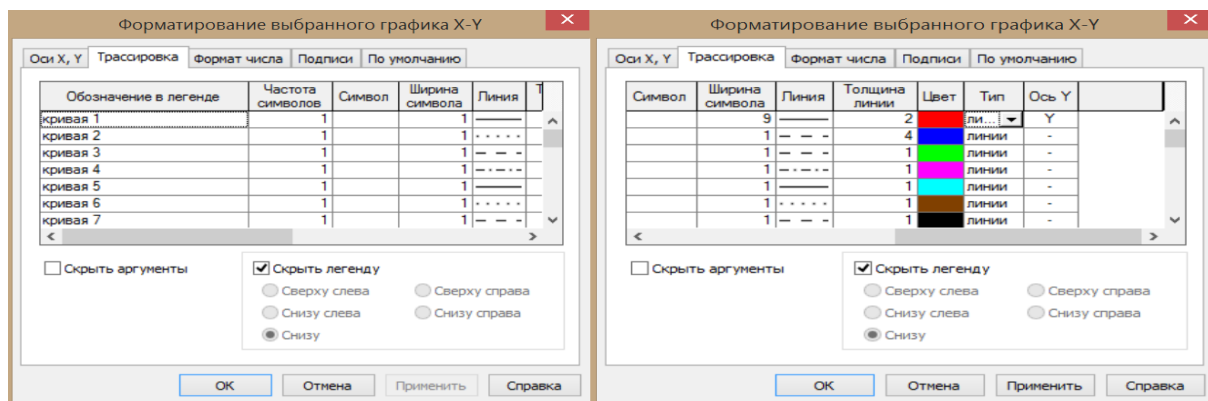 Форматирование выбранного графика X-Y
Оси X, Y Трассировка Формат числа Подписи По умолчанию
Обозначение в легенде Частота символов Символ Ширина символа Линия Т
кривая 1 1 1
кривая 2 1 1
кривая 3 1 1
кривая 4 1 1
кривая 5 1 1
кривая 6 1 1
кривая 7 1 1
Скрыть аргументы Скрыть легенду
Сверху слева Сверху справа
Снизу слева Снизу справа
Снизу
ОК Отмена Применить Справка
Форматирование выбранного графика X-Y
Оси X, Y Трассировка Формат числа Подписи По умолчанию
Символ Ширина символа Линия Толщина линии Цвет Тип Ось Y
9 2 ли... Y
1 4 линии -
1 1 линии -
1 1 линии -
1 1 линии -
1 1 линии -
1 1 линии -
Скрыть аргументы Скрыть легенду
Сверху слева Сверху справа
Снизу слева Снизу справа
Снизу
ОК Отмена Применить Справка